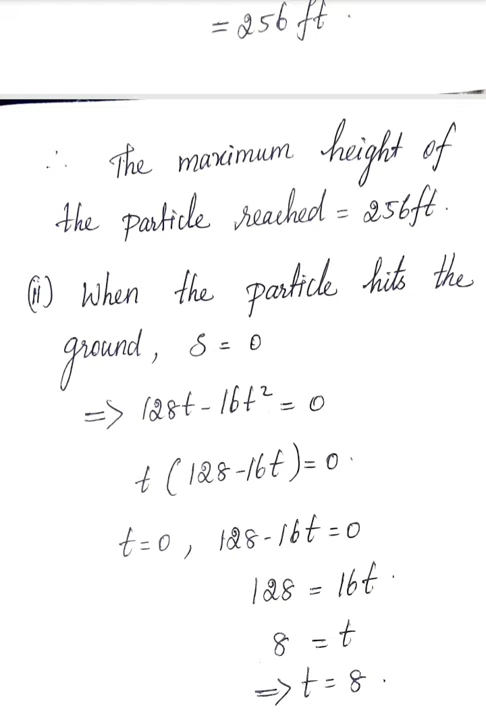 = 256 ft .
∴ The maximum height of
the particle reached = 256ft .
(ii) When the particle hits the
ground, S = 0
=> 128t - 16t² = 0
t (128-16t) = 0 .
t=0 , 128-16t = 0
128 = 16t .
8 = t
=> t = 8 .